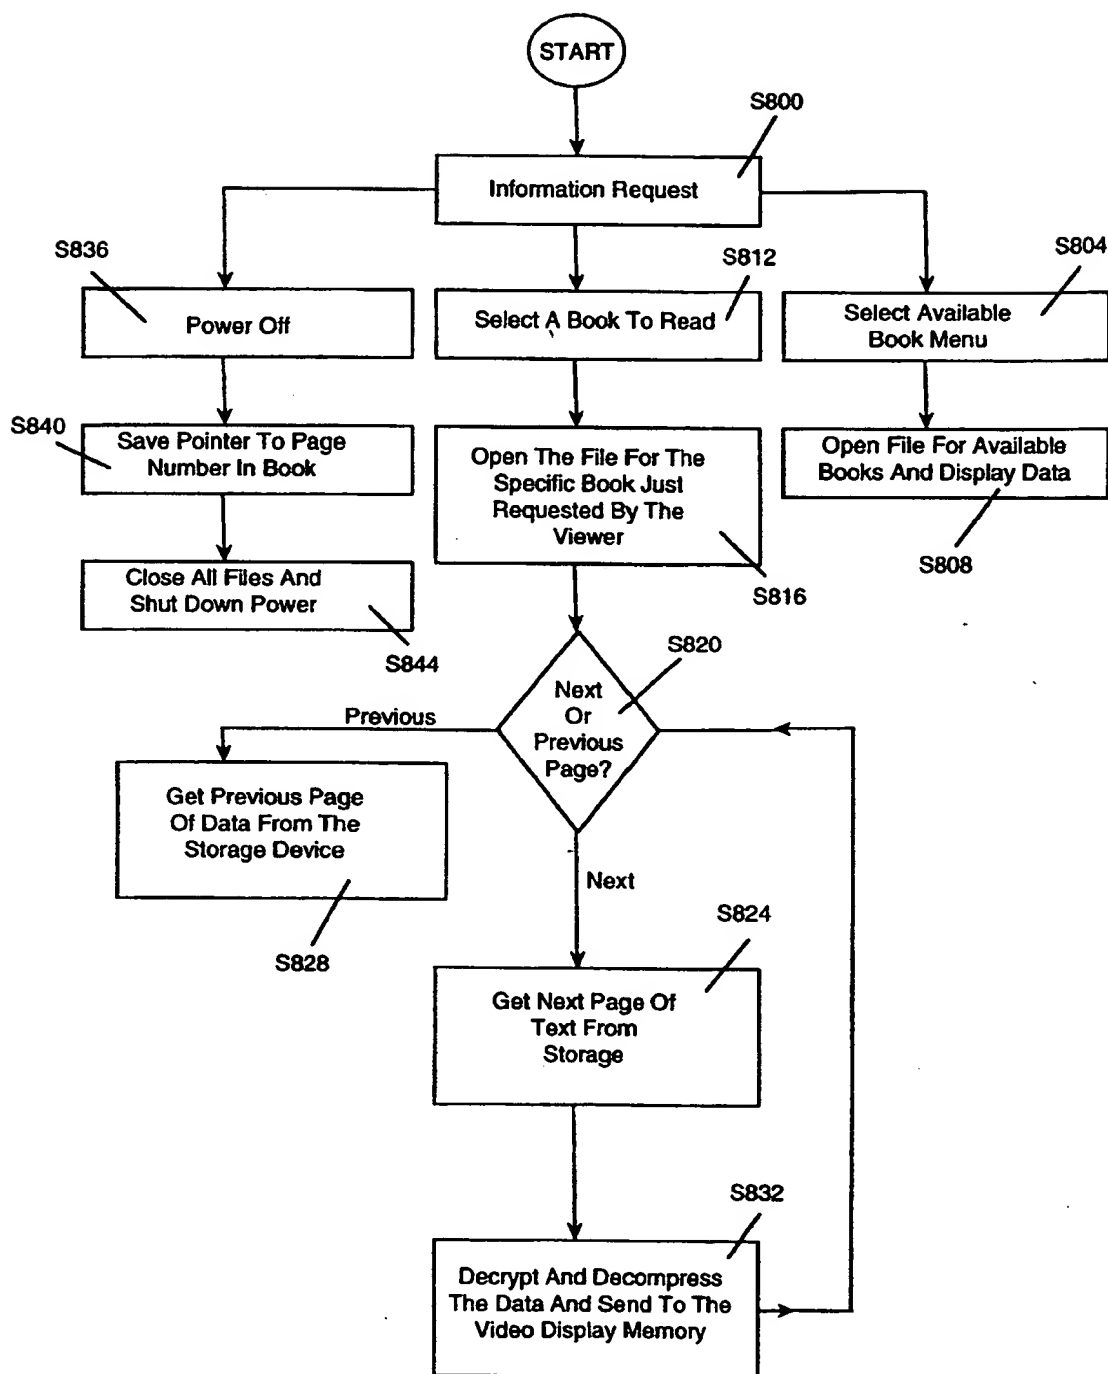 START
S800
Information Request
S836
S812
S804
Power Off
Select A Book To Read
Select Available
Book Menu
S840
Save Pointer To Page
Number In Book
Open The File For The
Specific Book Just
Requested By The
Viewer
Open File For Available
Books And Display Data
S808
Close All Files And
Shut Down Power
S816
S844
S820
Next
Or
Previous
Page?
Previous
Get Previous Page
Of Data From The
Storage Device
Next
S828
S824
Get Next Page Of
Text From
Storage
S832
Decrypt And Decompress
The Data And Send To The
Video Display Memory